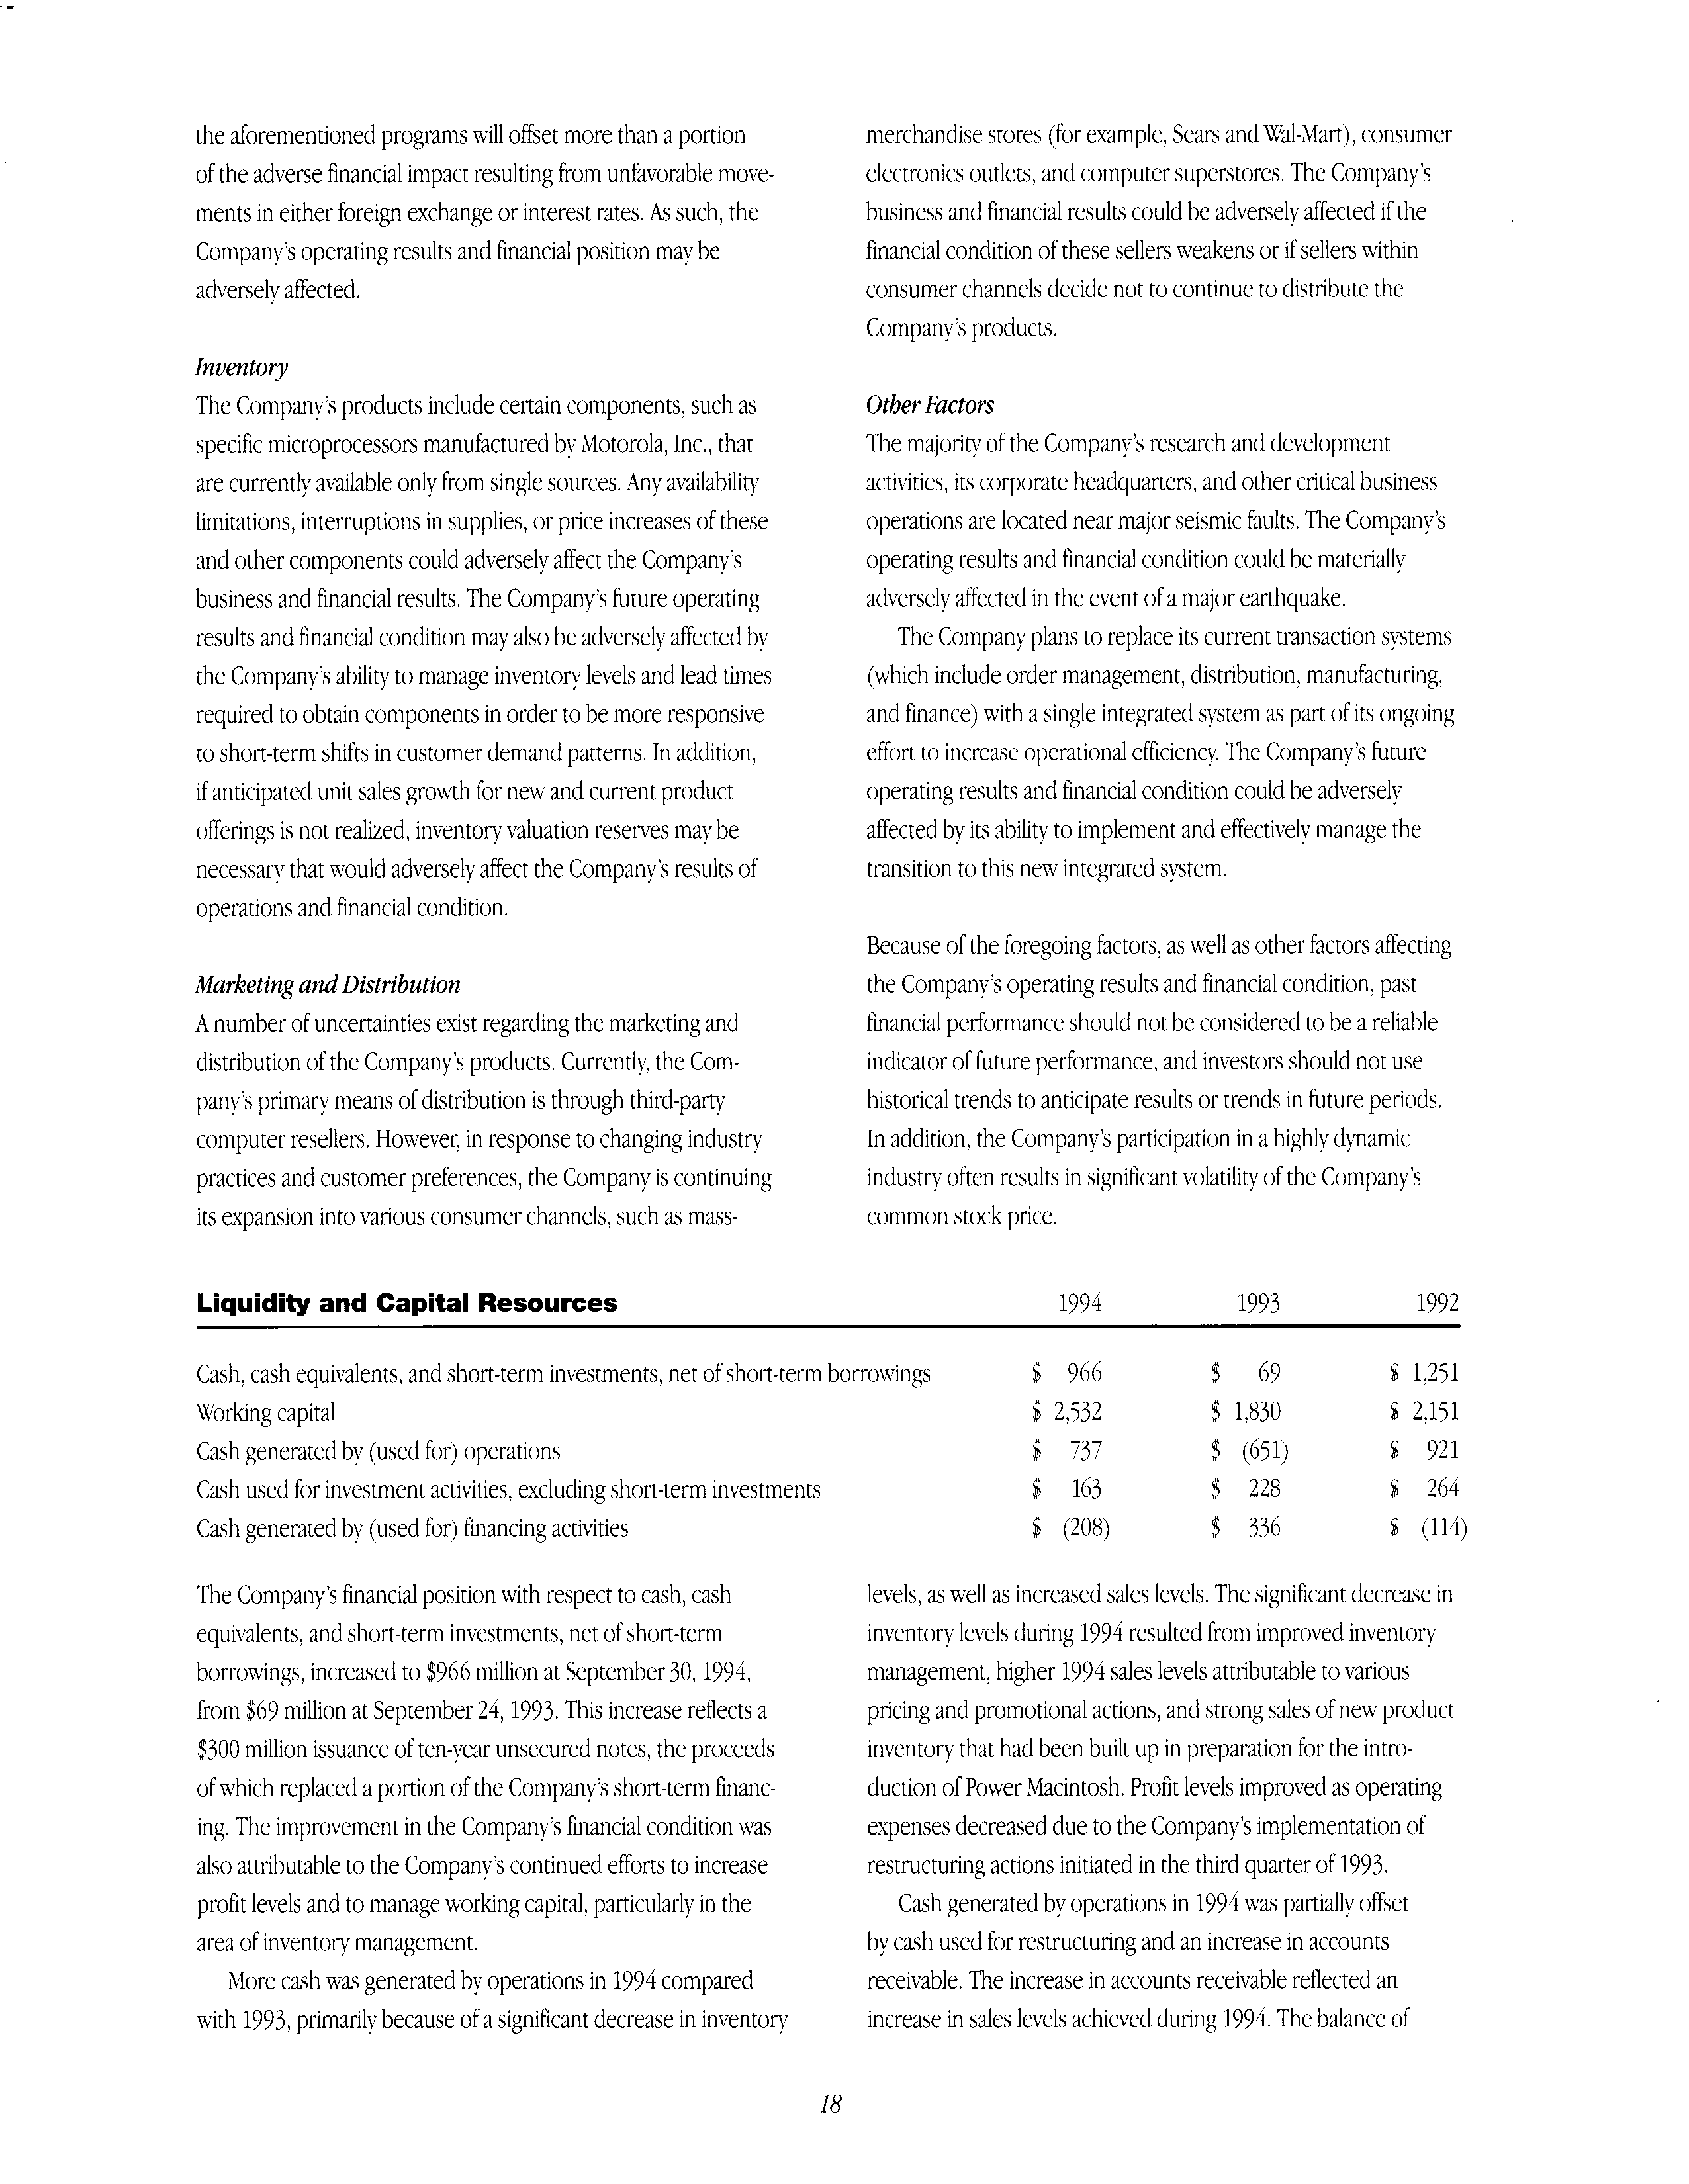 the aforementioned programs will offset more than a portion
of the adverse financial impact resulting from unfavorable move-
ments in either foreign exchange or interest rates. As such, the
Company's operating results and financial position may be
adversely affected.
Inventory
The Company's products include certain components, such as
specific microprocessors manufactured by Motorola, Inc., that
are currently available only from single sources. Any availability
limitations, interruptions in supplies, or price increases of these
and other components could adversely affect the Company's
business and financial results. The Company's future operating
results and financial condition may also be adversely affected by
the Company's ability to manage inventory levels and lead times
required to obtain components in order to be more responsive
to short-term shifts in customer demand patterns. In addition,
if anticipated unit sales growth for new and current product
offerings is not realized, inventory valuation reserves may be
necessary that would adversely affect the Company's results of
operations and financial condition.
Marketing and Distribution
A number of uncertainties exist regarding the marketing and
distribution of the Company's products. Currently, the Com-
pany's primary means of distribution is through third-party
computer resellers. However, in response to changing industry
practices and customer preferences, the Company is continuing
its expansion into various consumer channels, such as mass-
merchandise stores (for example, Sears and Wal-Mart), consumer
electronics outlets, and computer superstores. The Company's
business and financial results could be adversely affected if the
financial condition of these sellers weakens or if sellers within
consumer channels decide not to continue to distribute the
Company's products.
Other Factors
The majority of the Company's research and development
activities, its corporate headquarters, and other critical business
operations are located near major seismic faults. The Company's
operating results and financial condition could be materially
adversely affected in the event of a major earthquake.
The Company plans to replace its current transaction systems
(which include order management, distribution, manufacturing,
and finance) with a single integrated system as part of its ongoing
effort to increase operational efficiency. The Company's future
operating results and financial condition could be adversely
affected by its ability to implement and effectively manage the
transition to this new integrated system.
Because of the foregoing factors, as well as other factors affecting
the Company's operating results and financial condition, past
financial performance should not be considered to be a reliable
indicator of future performance, and investors should not use
historical trends to anticipate results or trends in future periods.
In addition, the Company's participation in a highly dynamic
industry often results in significant volatility of the Company's
common stock price.
Liquidity and Capital Resources 1994 1993 1992
Cash, cash equivalents, and short-term investments, net of short-term borrowings $ 966 $ 69 $ 1,251
Working capital $ 2,532 $ 1,830 $ 2,151
Cash generated by (used for) operations $ 737 $ (651) $ 921
Cash used for investment activities, excluding short-term investments $ 163 $ 228 $ 264
Cash generated by (used for) financing activities $ (208) $ 336 $ (114)
The Company's financial position with respect to cash, cash
equivalents, and short-term investments, net of short-term
borrowings, increased to $966 million at September 30, 1994,
from $69 million at September 24, 1993. This increase reflects a
$300 million issuance of ten-year unsecured notes, the proceeds
of which replaced a portion of the Company's short-term financ-
ing. The improvement in the Company's financial condition was
also attributable to the Company's continued efforts to increase
profit levels and to manage working capital, particularly in the
area of inventory management.
More cash was generated by operations in 1994 compared
with 1993, primarily because of a significant decrease in inventory
levels, as well as increased sales levels. The significant decrease in
inventory levels during 1994 resulted from improved inventory
management, higher 1994 sales levels attributable to various
pricing and promotional actions, and strong sales of new product
inventory that had been built up in preparation for the intro-
duction of Power Macintosh. Profit levels improved as operating
expenses decreased due to the Company's implementation of
restructuring actions initiated in the third quarter of 1993.
Cash generated by operations in 1994 was partially offset
by cash used for restructuring and an increase in accounts
receivable. The increase in accounts receivable reflected an
increase in sales levels achieved during 1994. The balance of
18